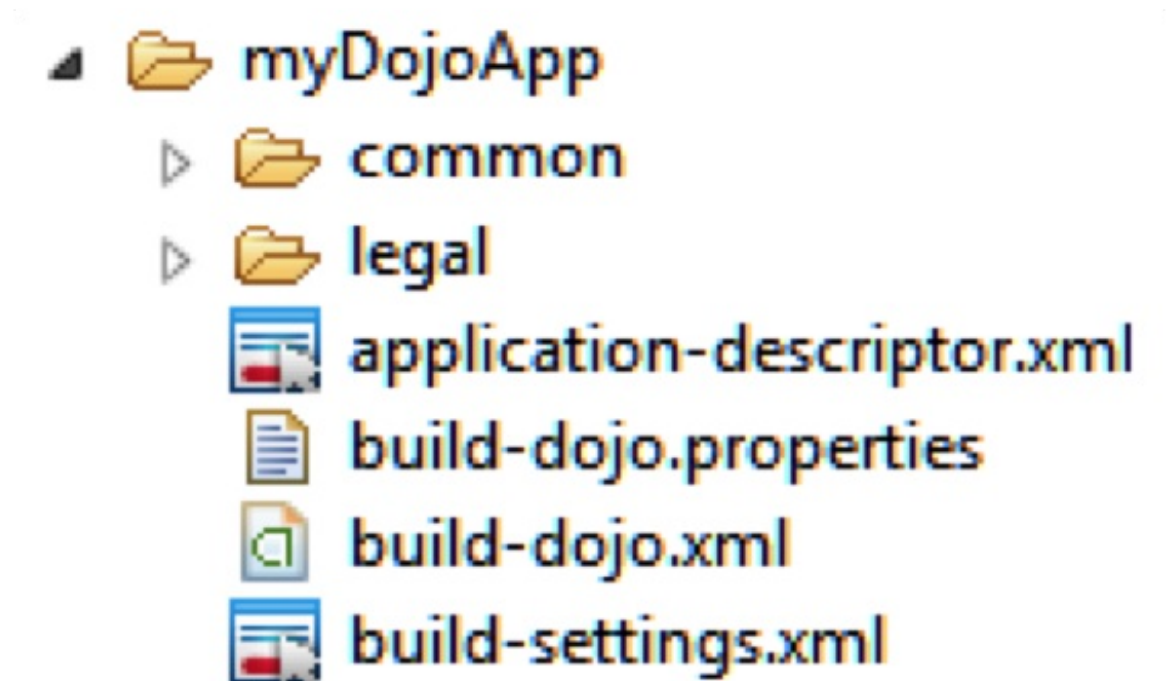 myDojoApp
common
legal
application-descriptor.xml
build-dojo.properties
build-dojo.xml
build-settings.xml